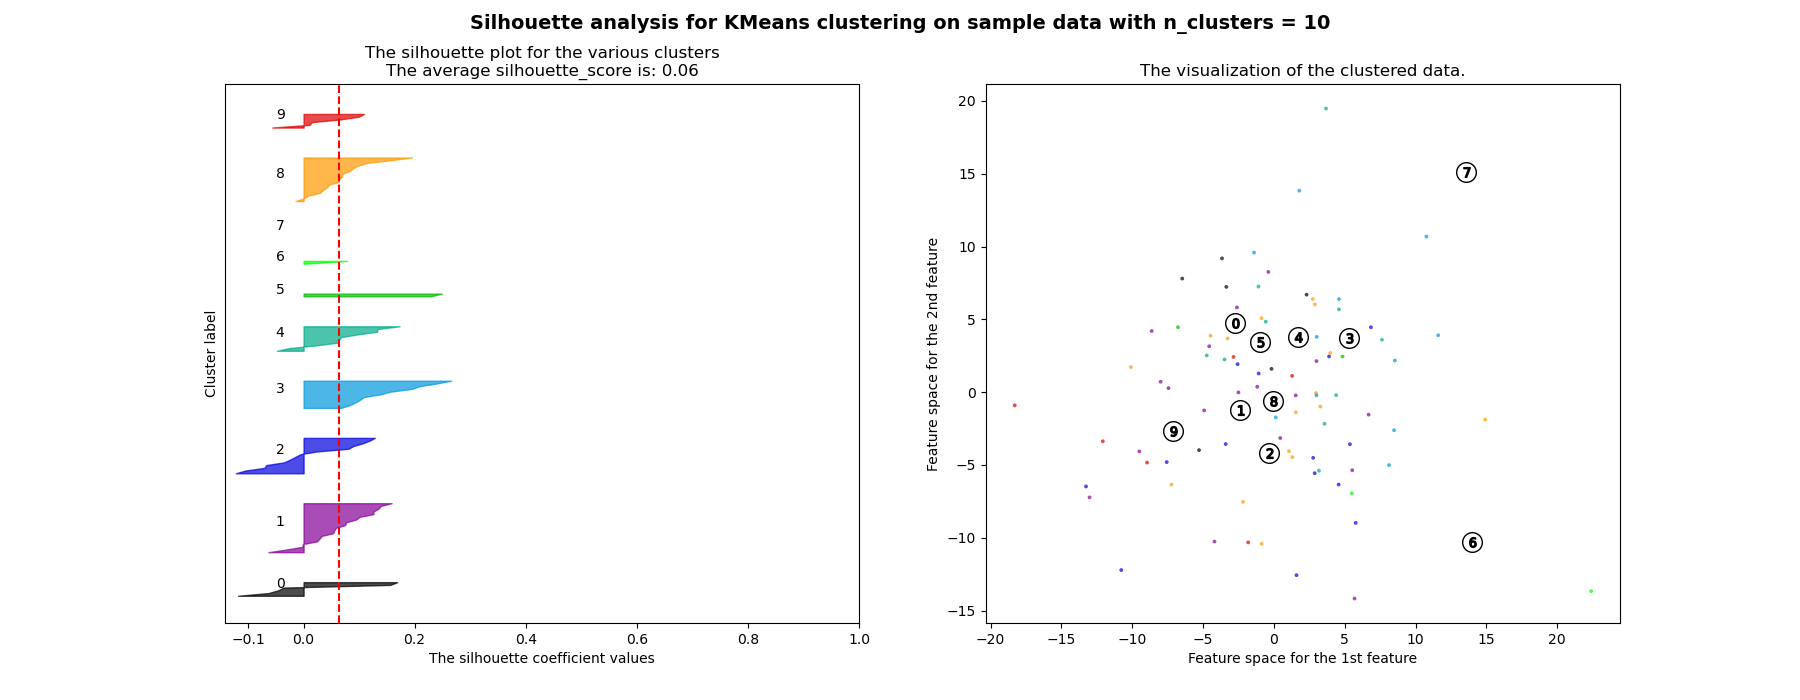 Silhouette analysis for KMeans clustering on sample data with n_clusters = 10
The silhouette plot for the various clusters
The average silhouette_score is: 0.06
Cluster label
9
8
7
6
5
4
3
2
1
0
−0.1 0.0 0.2 0.4 0.6 0.8 1.0
The silhouette coefficient values
The visualization of the clustered data.
Feature space for the 2nd feature
20
15
10
5
0
−5
−10
−15
7
0
5
4
3
8
1
9
2
6
−20 −15 −10 −5 0 5 10 15 20
Feature space for the 1st feature